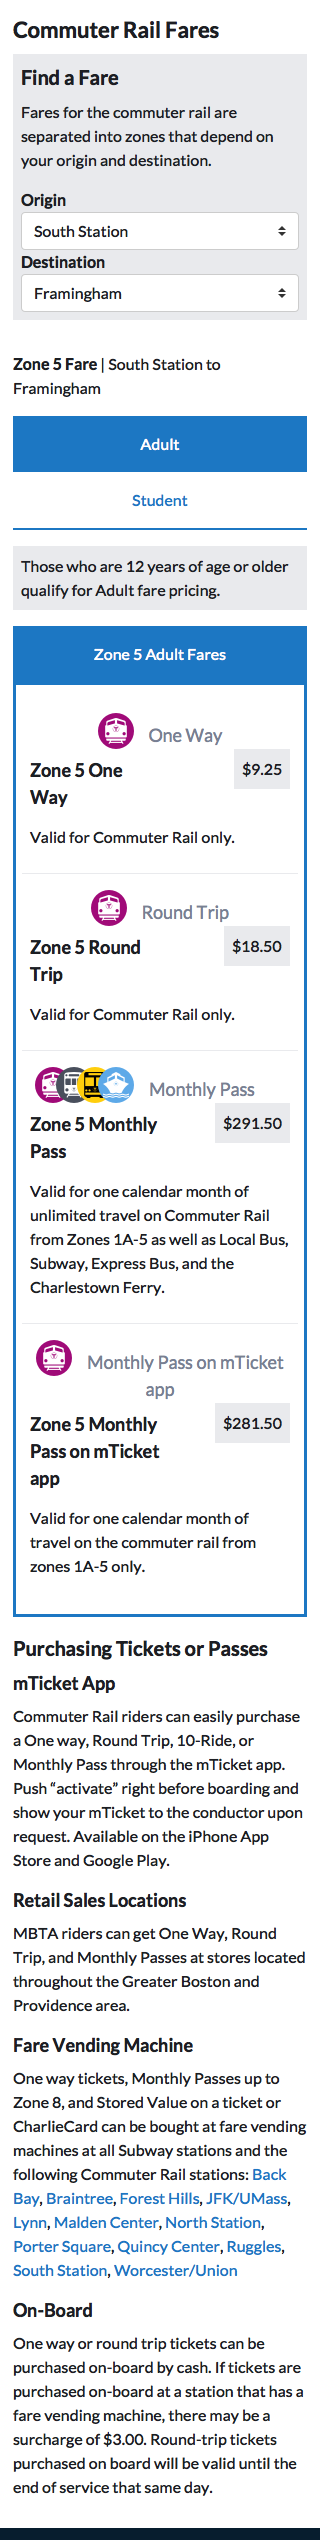 Commuter Rail Fares
Find a Fare
Fares for the commuter rail are
separated into zones that depend on
your origin and destination.
Origin
South Station
Destination
Framingham
Zone 5 Fare | South Station to
Framingham
Adult
Student
Those who are 12 years of age or older
qualify for Adult fare pricing.
Zone 5 Adult Fares
One Way
Zone 5 One
Way
$9.25
Valid for Commuter Rail only.
Round Trip
Zone 5 Round
Trip
$18.50
Valid for Commuter Rail only.
Monthly Pass
Zone 5 Monthly
Pass
$291.50
Valid for one calendar month of
unlimited travel on Commuter Rail
from Zones 1A-5 as well as Local Bus,
Subway, Express Bus, and the
Charlestown Ferry.
Monthly Pass on mTicket
app
Zone 5 Monthly
Pass on mTicket
app
$281.50
Valid for one calendar month of
travel on the commuter rail from
zones 1A-5 only.
Purchasing Tickets or Passes
mTicket App
Commuter Rail riders can easily purchase
a One way, Round Trip, 10-Ride, or
Monthly Pass through the mTicket app.
Push “activate” right before boarding and
show your mTicket to the conductor upon
request. Available on the iPhone App
Store and Google Play.
Retail Sales Locations
MBTA riders can get One Way, Round
Trip, and Monthly Passes at stores located
throughout the Greater Boston and
Providence area.
Fare Vending Machine
One way tickets, Monthly Passes up to
Zone 8, and Stored Value on a ticket or
CharlieCard can be bought at fare vending
machines at all Subway stations and the
following Commuter Rail stations: Back
Bay, Braintree, Forest Hills, JFK/UMass,
Lynn, Malden Center, North Station,
Porter Square, Quincy Center, Ruggles,
South Station, Worcester/Union
On-Board
One way or round trip tickets can be
purchased on-board by cash. If tickets are
purchased on-board at a station that has a
fare vending machine, there may be a
surcharge of $3.00. Round-trip tickets
purchased on board will be valid until the
end of service that same day.